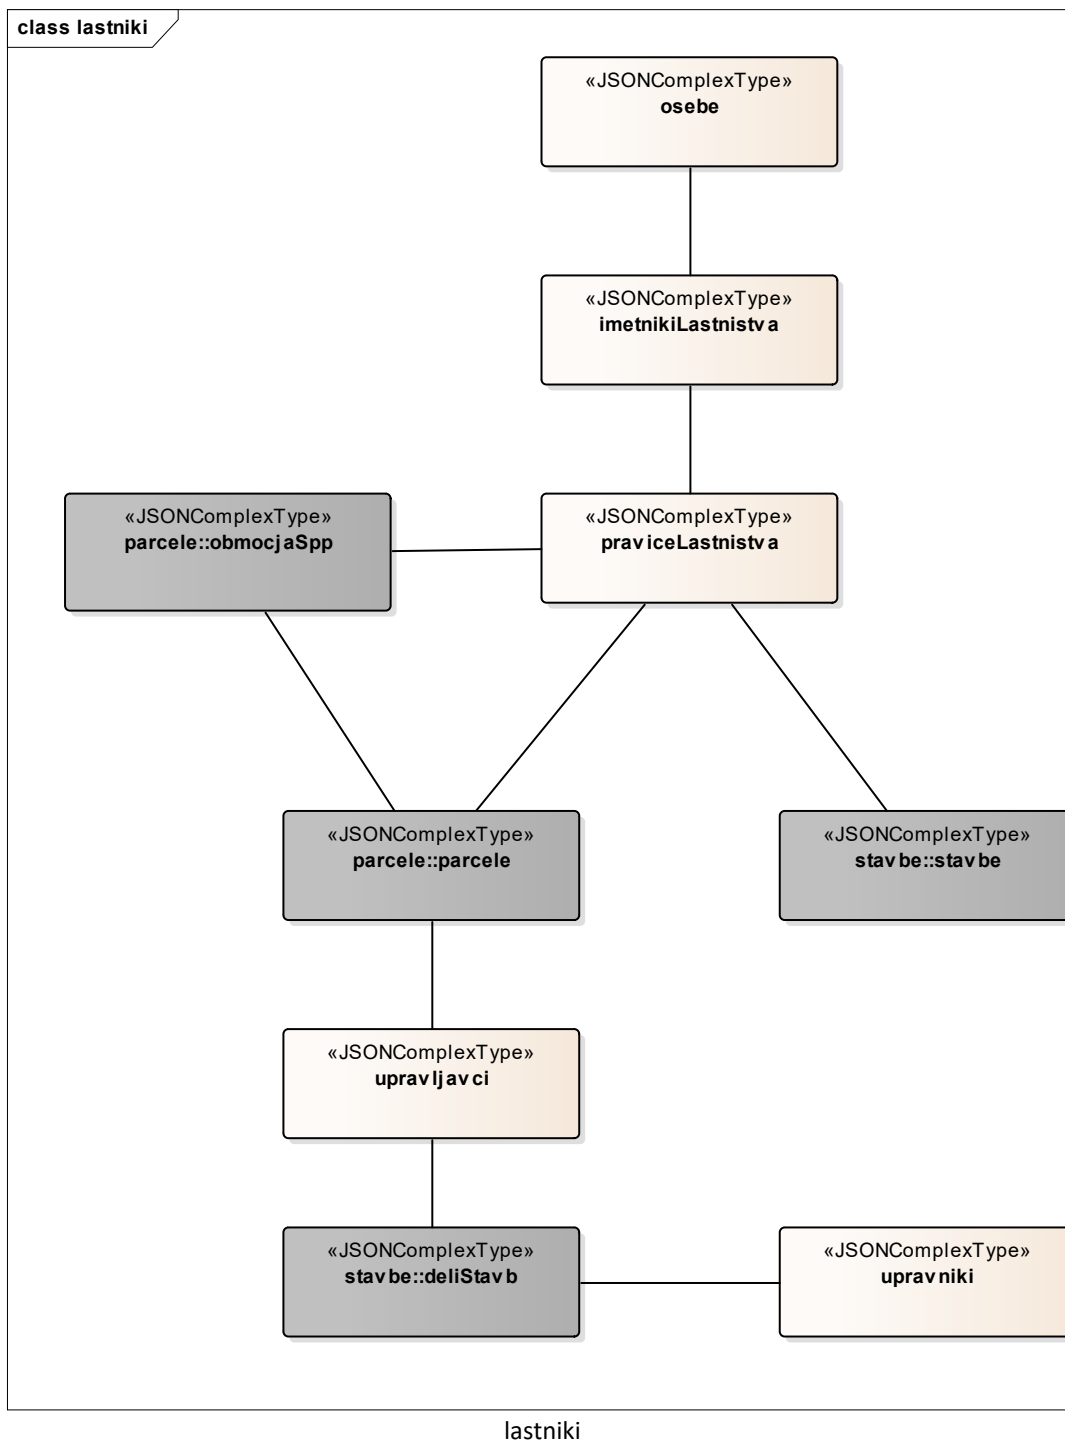 class lastniki
«JSONComplexType»
osebe
«JSONComplexType»
imetnikiLastnistva
«JSONComplexType»
parcele::obmocjaSpp
«JSONComplexType»
praviceLastnistva
«JSONComplexType»
parcele::parcele
«JSONComplexType»
stavbe::stavbe
«JSONComplexType»
upravljavci
«JSONComplexType»
stavbe::deliStavb
«JSONComplexType»
upravniki
lastniki